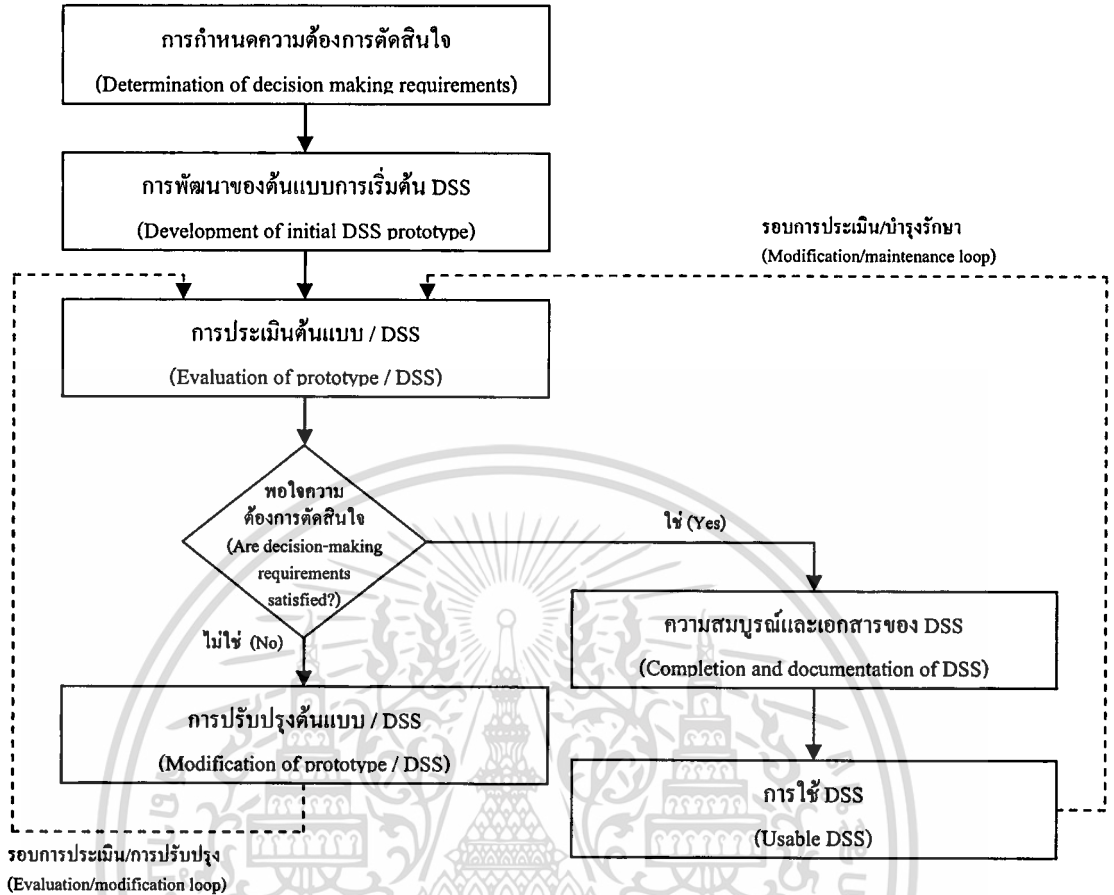 การกำหนดความต้องการตัดสินใจ
(Determination of decision making requirements)
การพัฒนาของต้นแบบการเริ่มต้น DSS
(Development of initial DSS prototype)
รอบการประเมิน/บำรุงรักษา
(Modification/maintenance loop)
การประเมินต้นแบบ / DSS
(Evaluation of prototype / DSS)
พอใจความ
ต้องการตัดสินใจ
(Are decision-making
requirements
satisfied?)
ใช่ (Yes)
ไม่ใช่ (No)
ความสมบูรณ์และเอกสารของ DSS
(Completion and documentation of DSS)
การปรับปรุงต้นแบบ / DSS
(Modification of prototype / DSS)
การใช้ DSS
(Usable DSS)
รอบการประเมิน/การปรับปรุง
(Evaluation/modification loop)